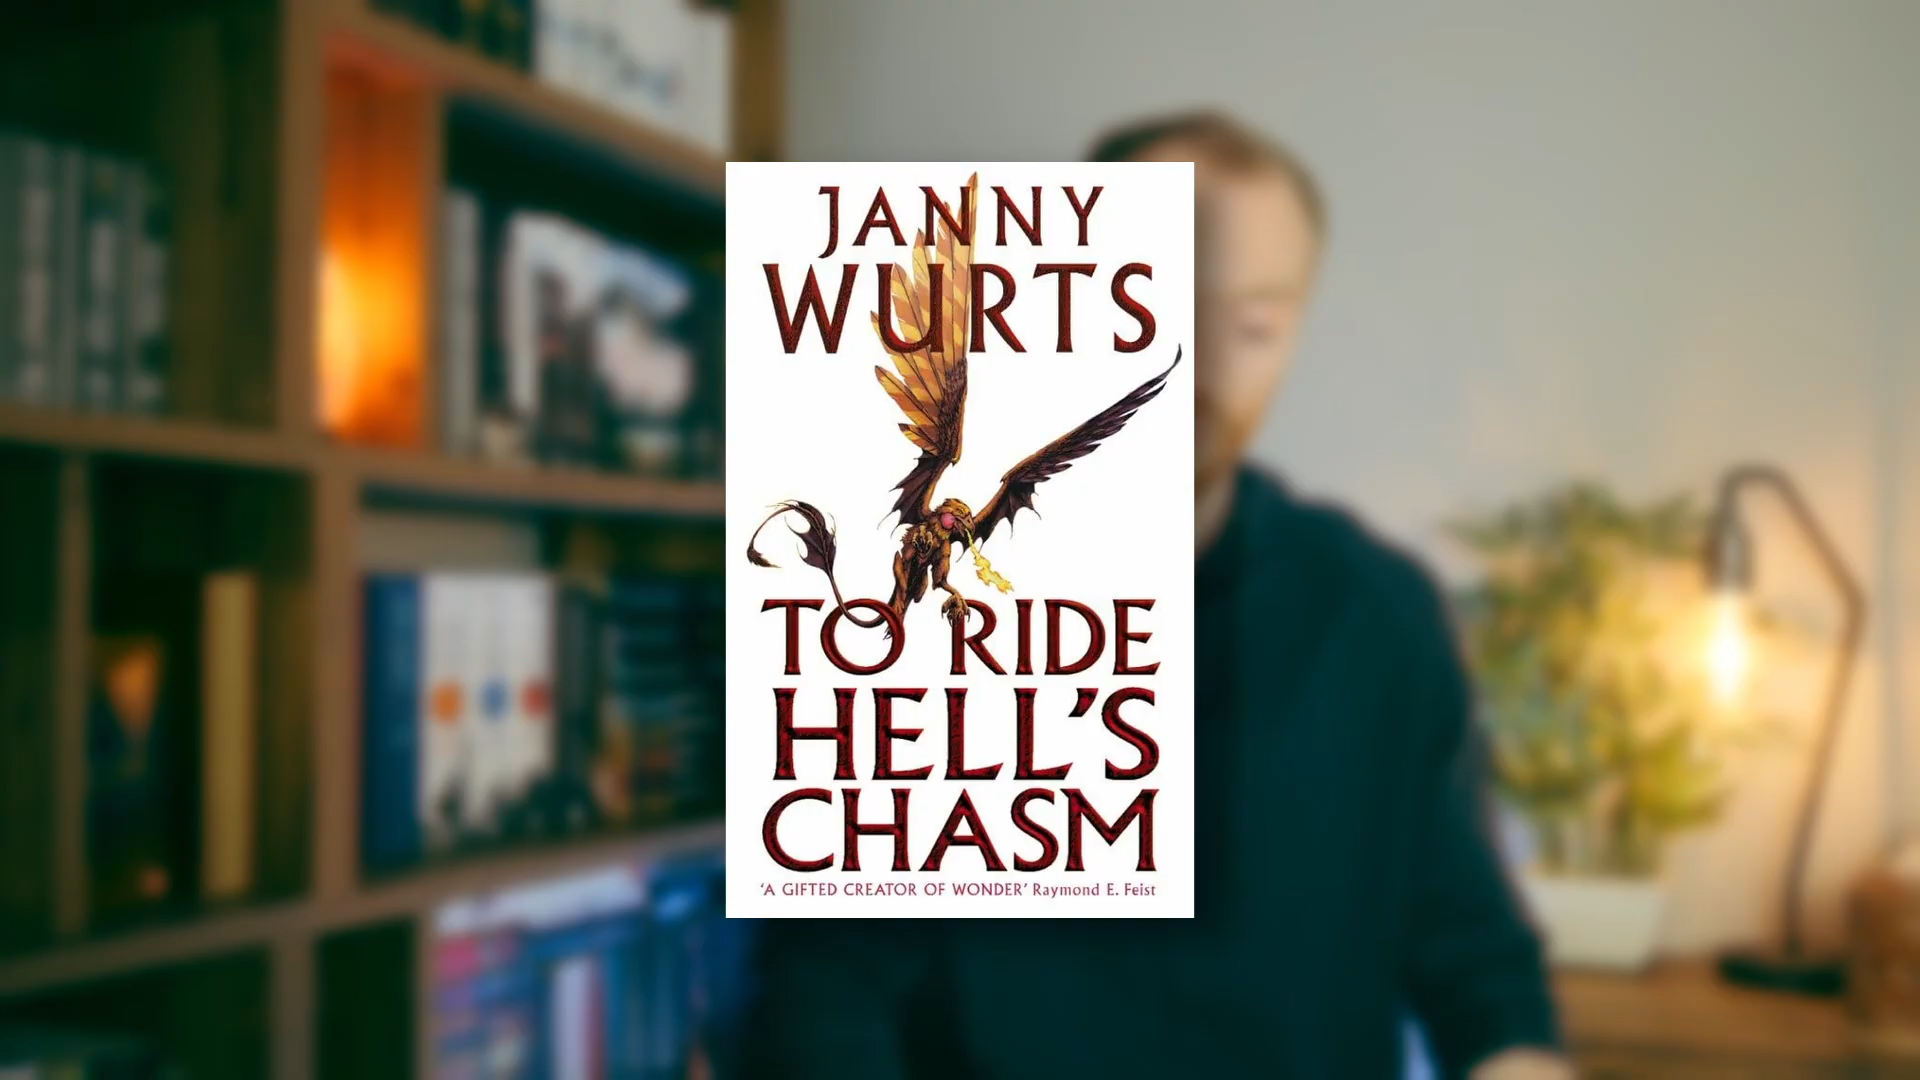 JANNY
WURTS
TO RIDE
HELL'S
CHASM
'A GIFTED CREATOR OF WONDER' Raymond E. Feist